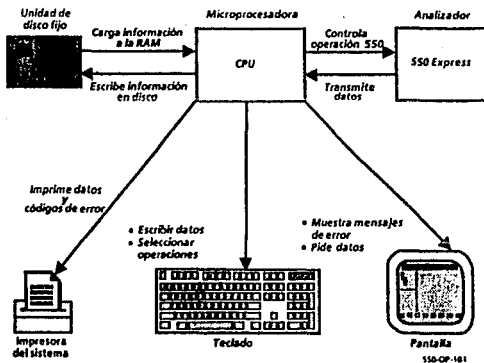 Unidad de
disco fijo
Carga información
a la RAM
Escribe información
en disco
Microprocesadora
CPU
Controla
operación 550
Transmite
datos
Analizador
550 Express
Imprime datos
y
códigos de error
• Escribir datos
• Seleccionar
operaciones
• Muestra mensajes
de error
• Pide datos
Impresora
del sistema
Teclado
Pantalla
550-OP-101